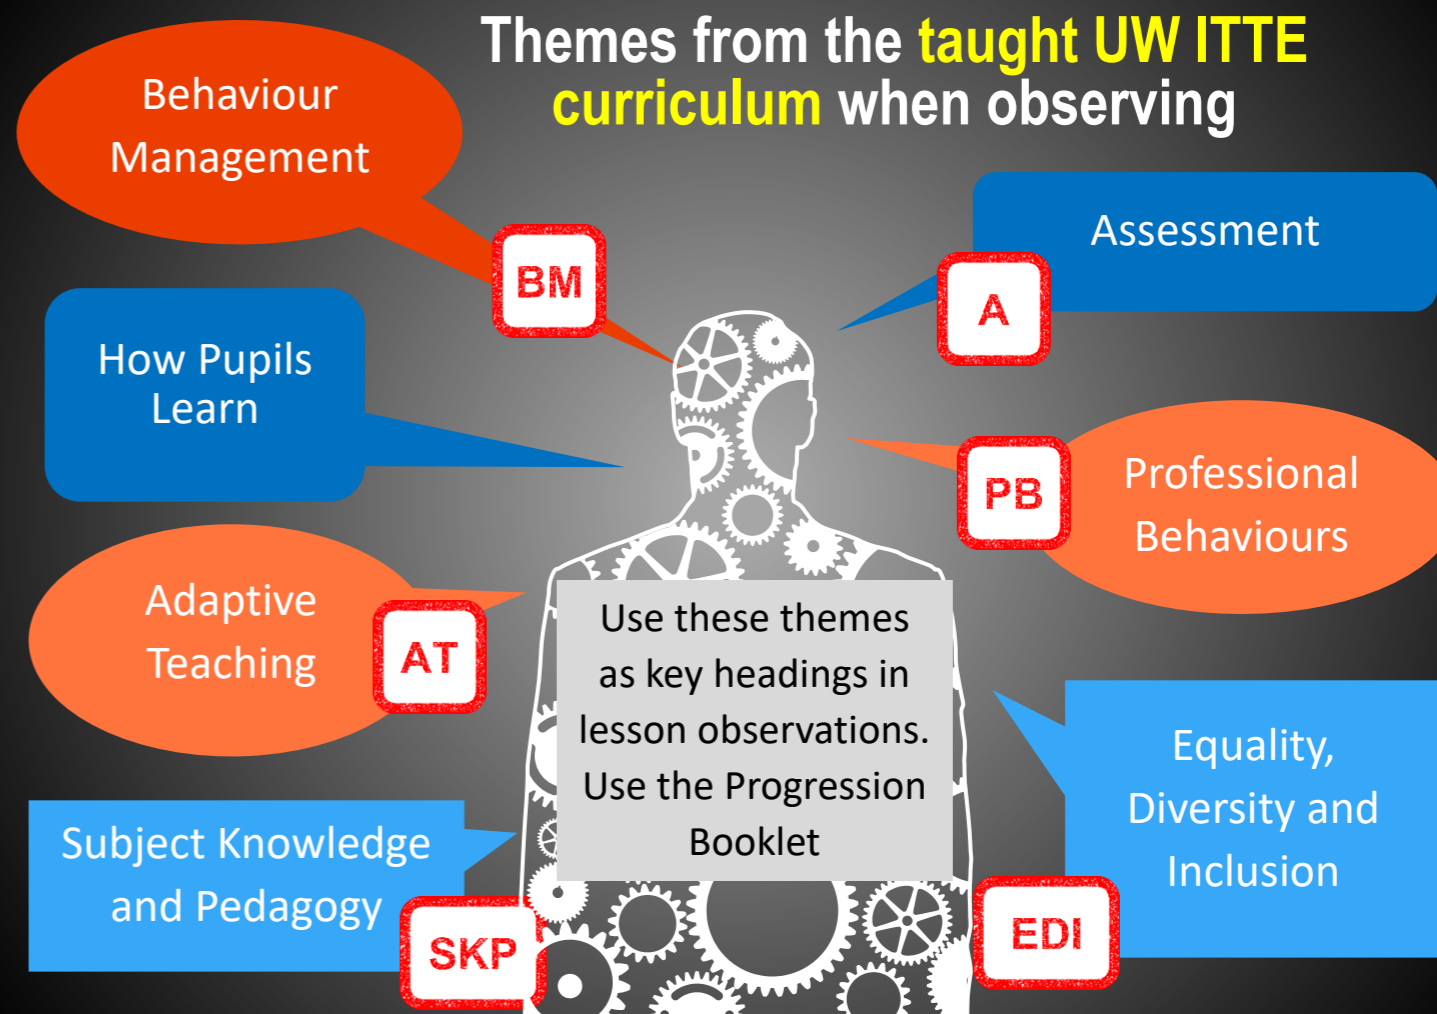 Themes from the taught UW ITTE
curriculum when observing
Behaviour
Management
BM
Assessment
A
How Pupils
Learn
Professional
Behaviours
PB
Adaptive
Teaching
AT
Use these themes
as key headings in
lesson observations.
Use the Progression
Booklet
Equality,
Diversity and
Inclusion
EDI
Subject Knowledge
and Pedagogy
SKP